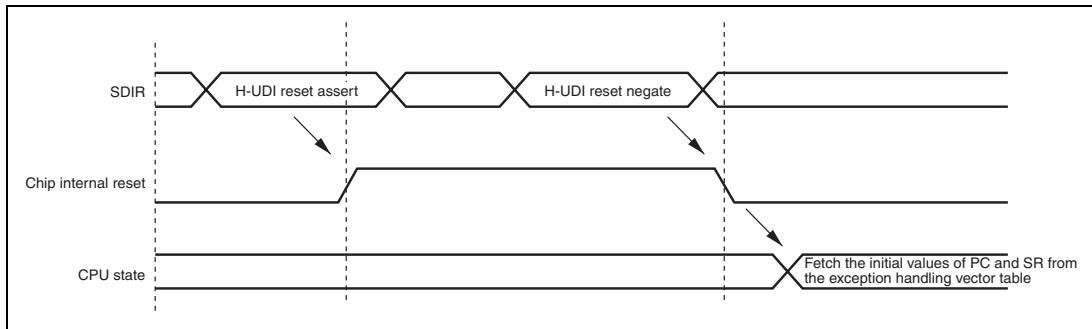 SDIR
H-UDI reset assert
H-UDI reset negate
Chip internal reset
CPU state
Fetch the initial values of PC and SR from
the exception handling vector table